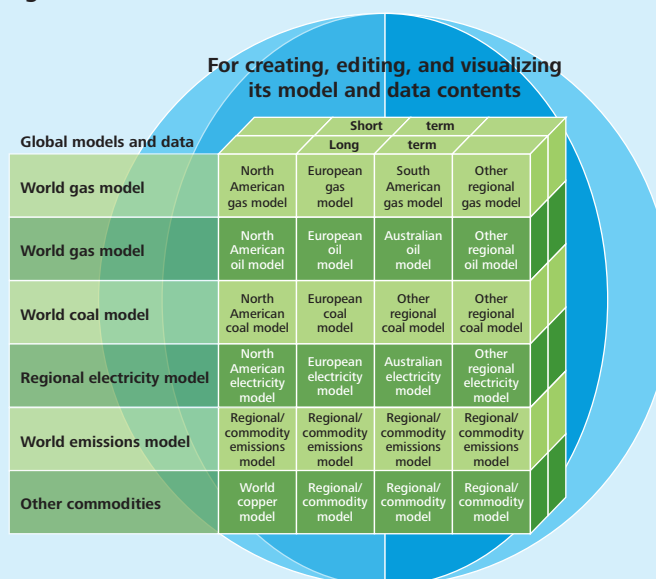 For creating, editing, and visualizing
its model and data contents
Short term
Global models and data
Long term
World gas model
North
American
gas model
European
gas
model
South
American
gas model
Other
regional
gas model
World gas model
North
American
oil model
European
oil
model
Australian
oil
model
Other
regional
oil model
World coal model
North
American
coal model
European
coal
model
Other
regional
coal model
Other
regional
coal model
Regional electricity model
North
American
electricity
model
European
electricity
model
Australian
electricity
model
Other
regional
electricity
model
World emissions model
Regional/
commodity
emissions
model
Regional/
commodity
emissions
model
Regional/
commodity
emissions
model
Regional/
commodity
emissions
model
Other commodities
World
copper
model
Regional/
commodity
model
Regional/
commodity
model
Regional/
commodity
model